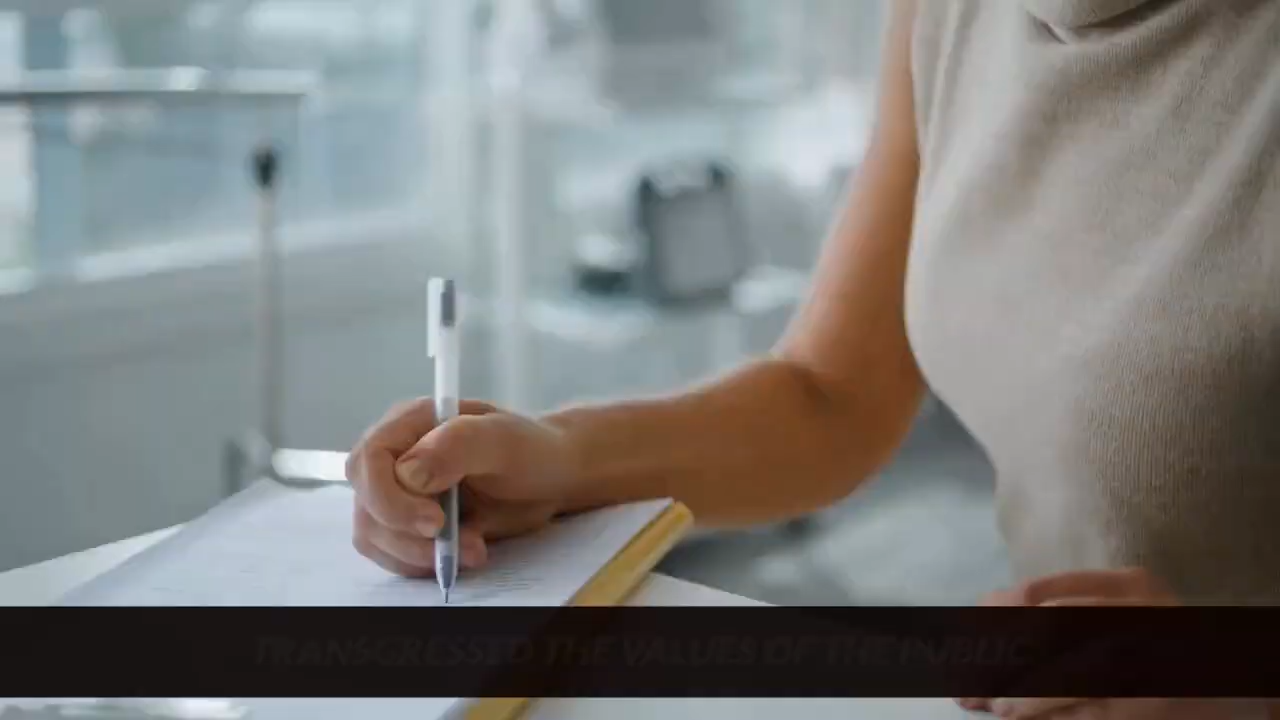 TRANSGRESSED THE VALUES OF THE PUBLIC